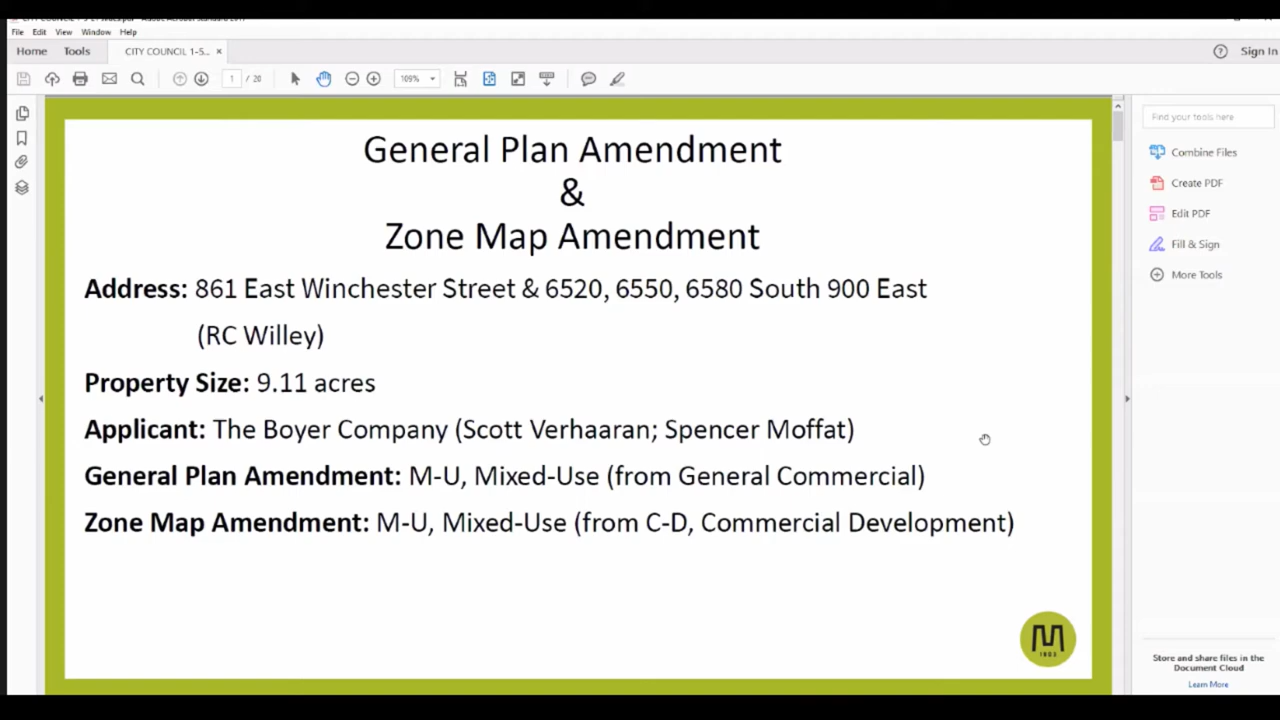 File Edit View Window Help
Home Tools CITY COUNCIL 1-5... × Sign In
1 / 20 109%
Find your tools here
Combine Files
Create PDF
Edit PDF
Fill & Sign
More Tools
General Plan Amendment
&
Zone Map Amendment
Address: 861 East Winchester Street & 6520, 6550, 6580 South 900 East
(RC Willey)
Property Size: 9.11 acres
Applicant: The Boyer Company (Scott Verhaaran; Spencer Moffat)
General Plan Amendment: M-U, Mixed-Use (from General Commercial)
Zone Map Amendment: M-U, Mixed-Use (from C-D, Commercial Development)
M
Store and share files in the
Document Cloud
Learn More